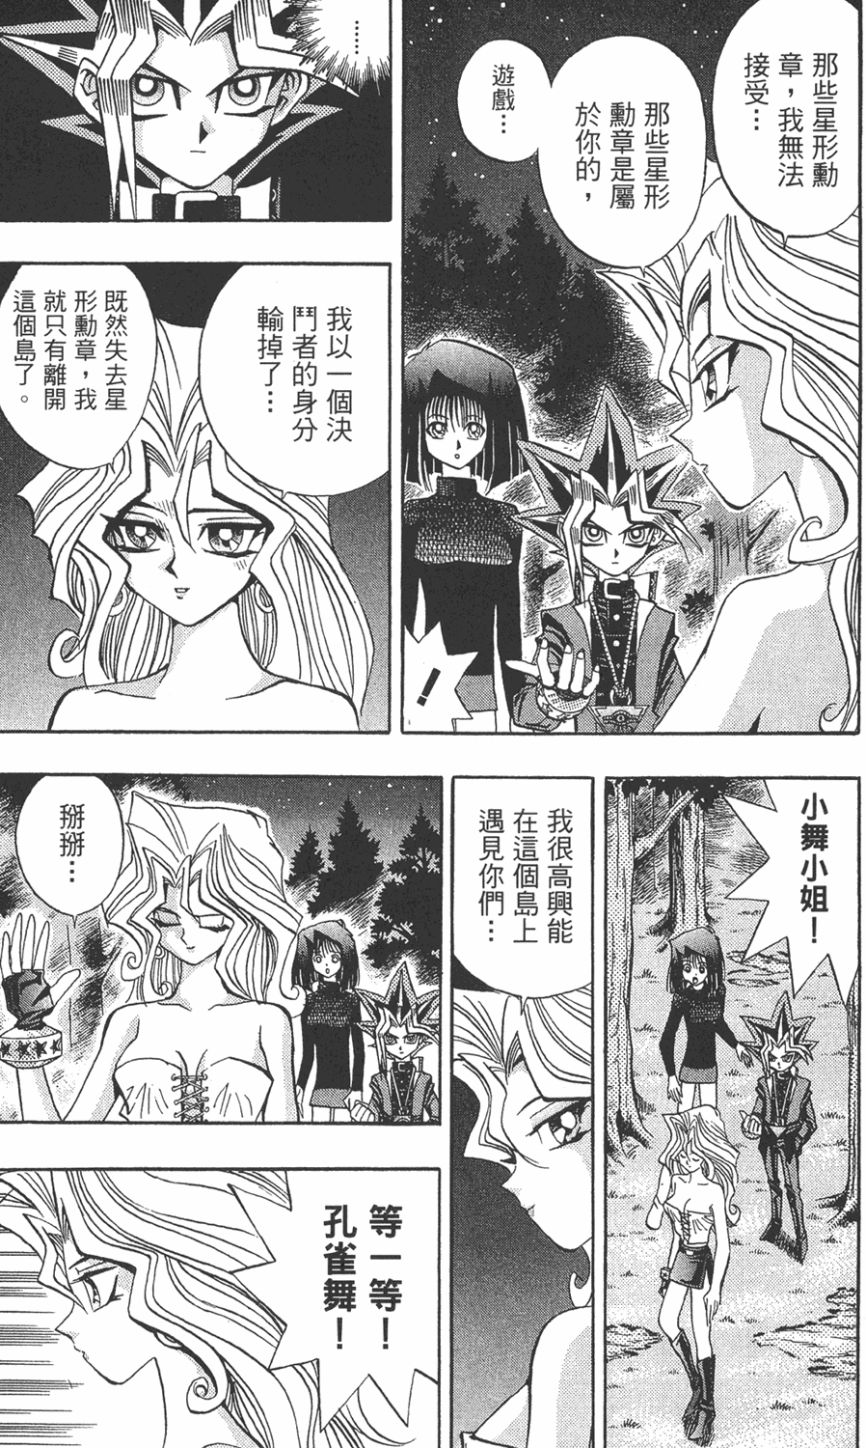 那些星形勳
章，我無法
接受…
那些星形
勳章是屬
於你的，
遊戲…
……
！
我以一個決
鬥者的身分
輸掉了…
既然失去星
形勳章，我
就只有離開
這個島了。
小舞小姐！
我很高興能
在這個島上
遇見你們…
掰掰…
等一等！
孔雀舞！